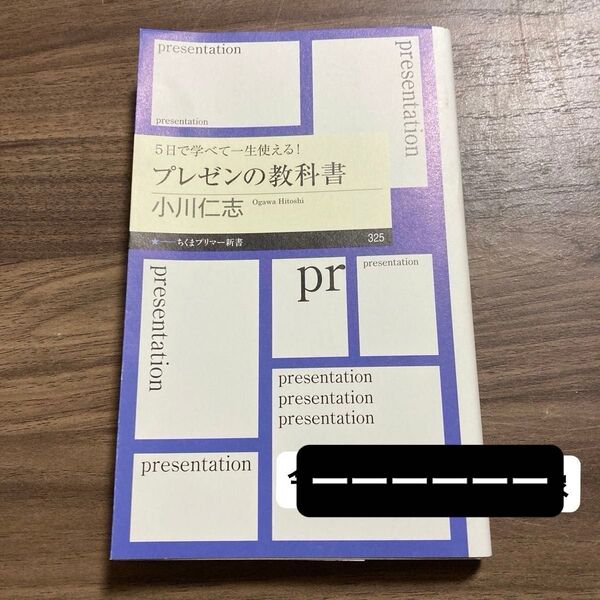 presentation
presentation
presentation
5日で学べて一生使える!
プレゼンの教科書
小川仁志
Ogawa Hitoshi
ちくまプリマー新書
325
presentation
pr
presentation
presentation
presentation
presentation
presentation